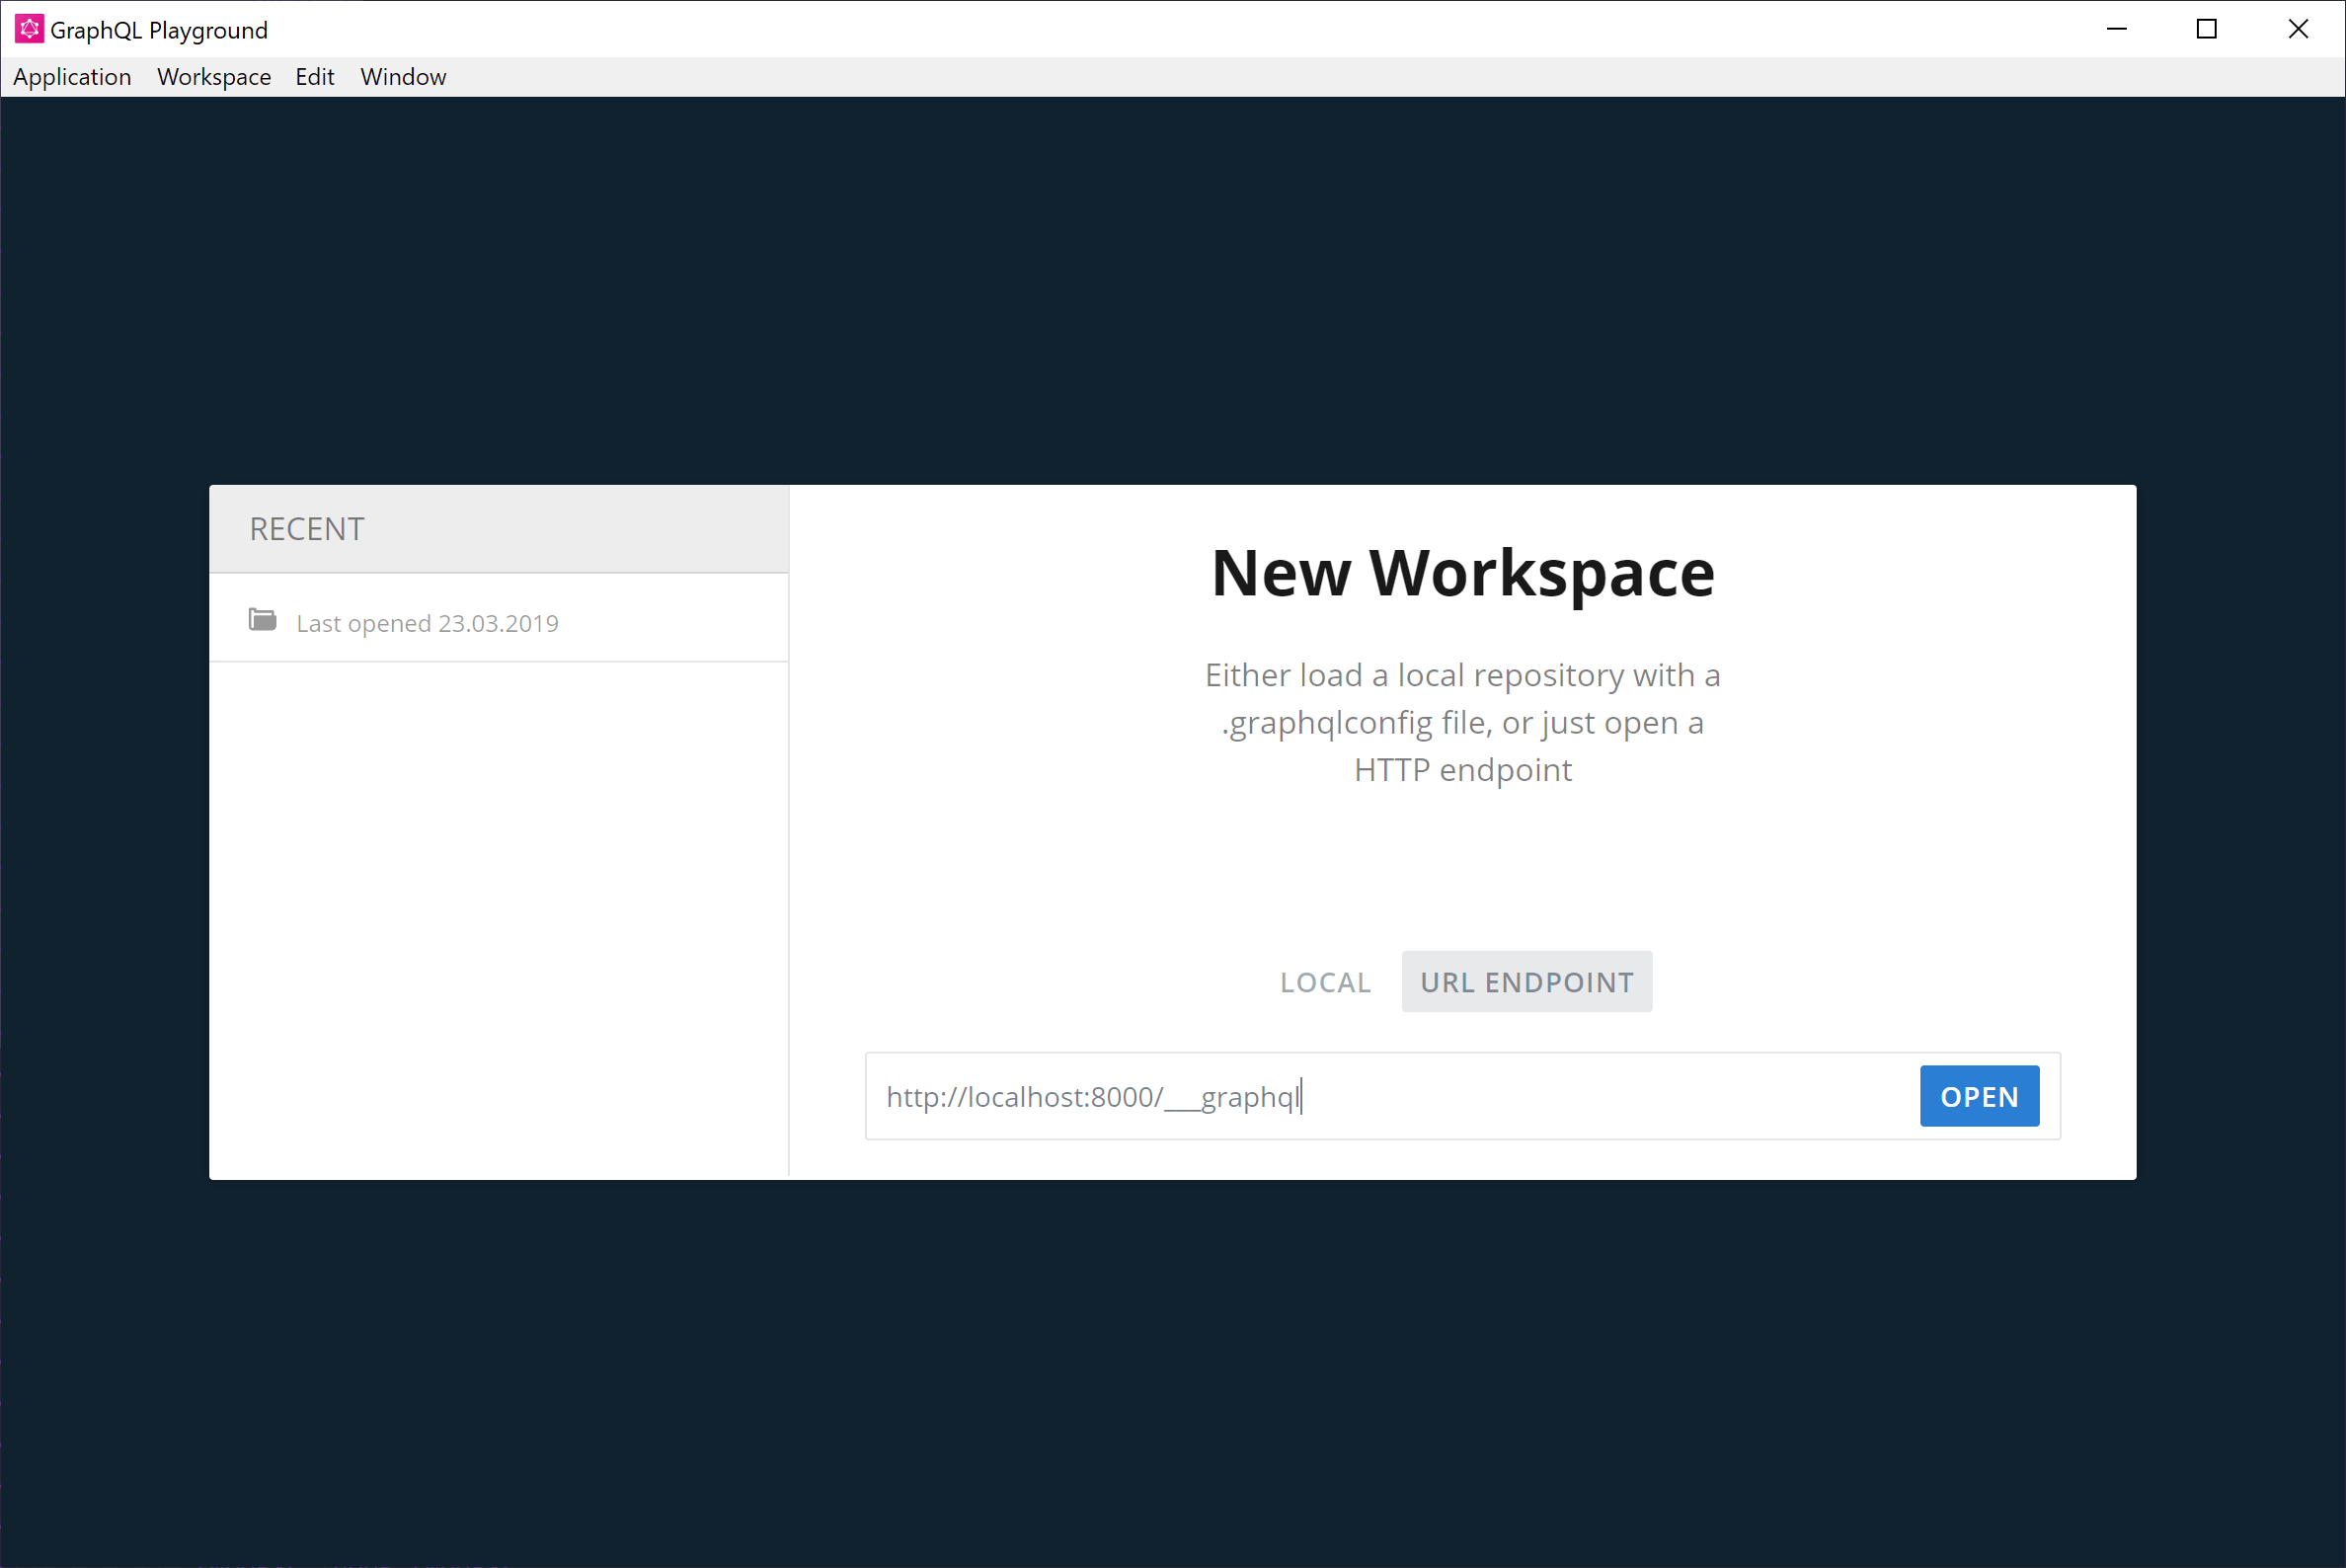 GraphQL Playground
Application Workspace Edit Window
RECENT
Last opened 23.03.2019
New Workspace
Either load a local repository with a
.graphqlconfig file, or just open a
HTTP endpoint
LOCAL URL ENDPOINT
http://localhost:8000/___graphql OPEN